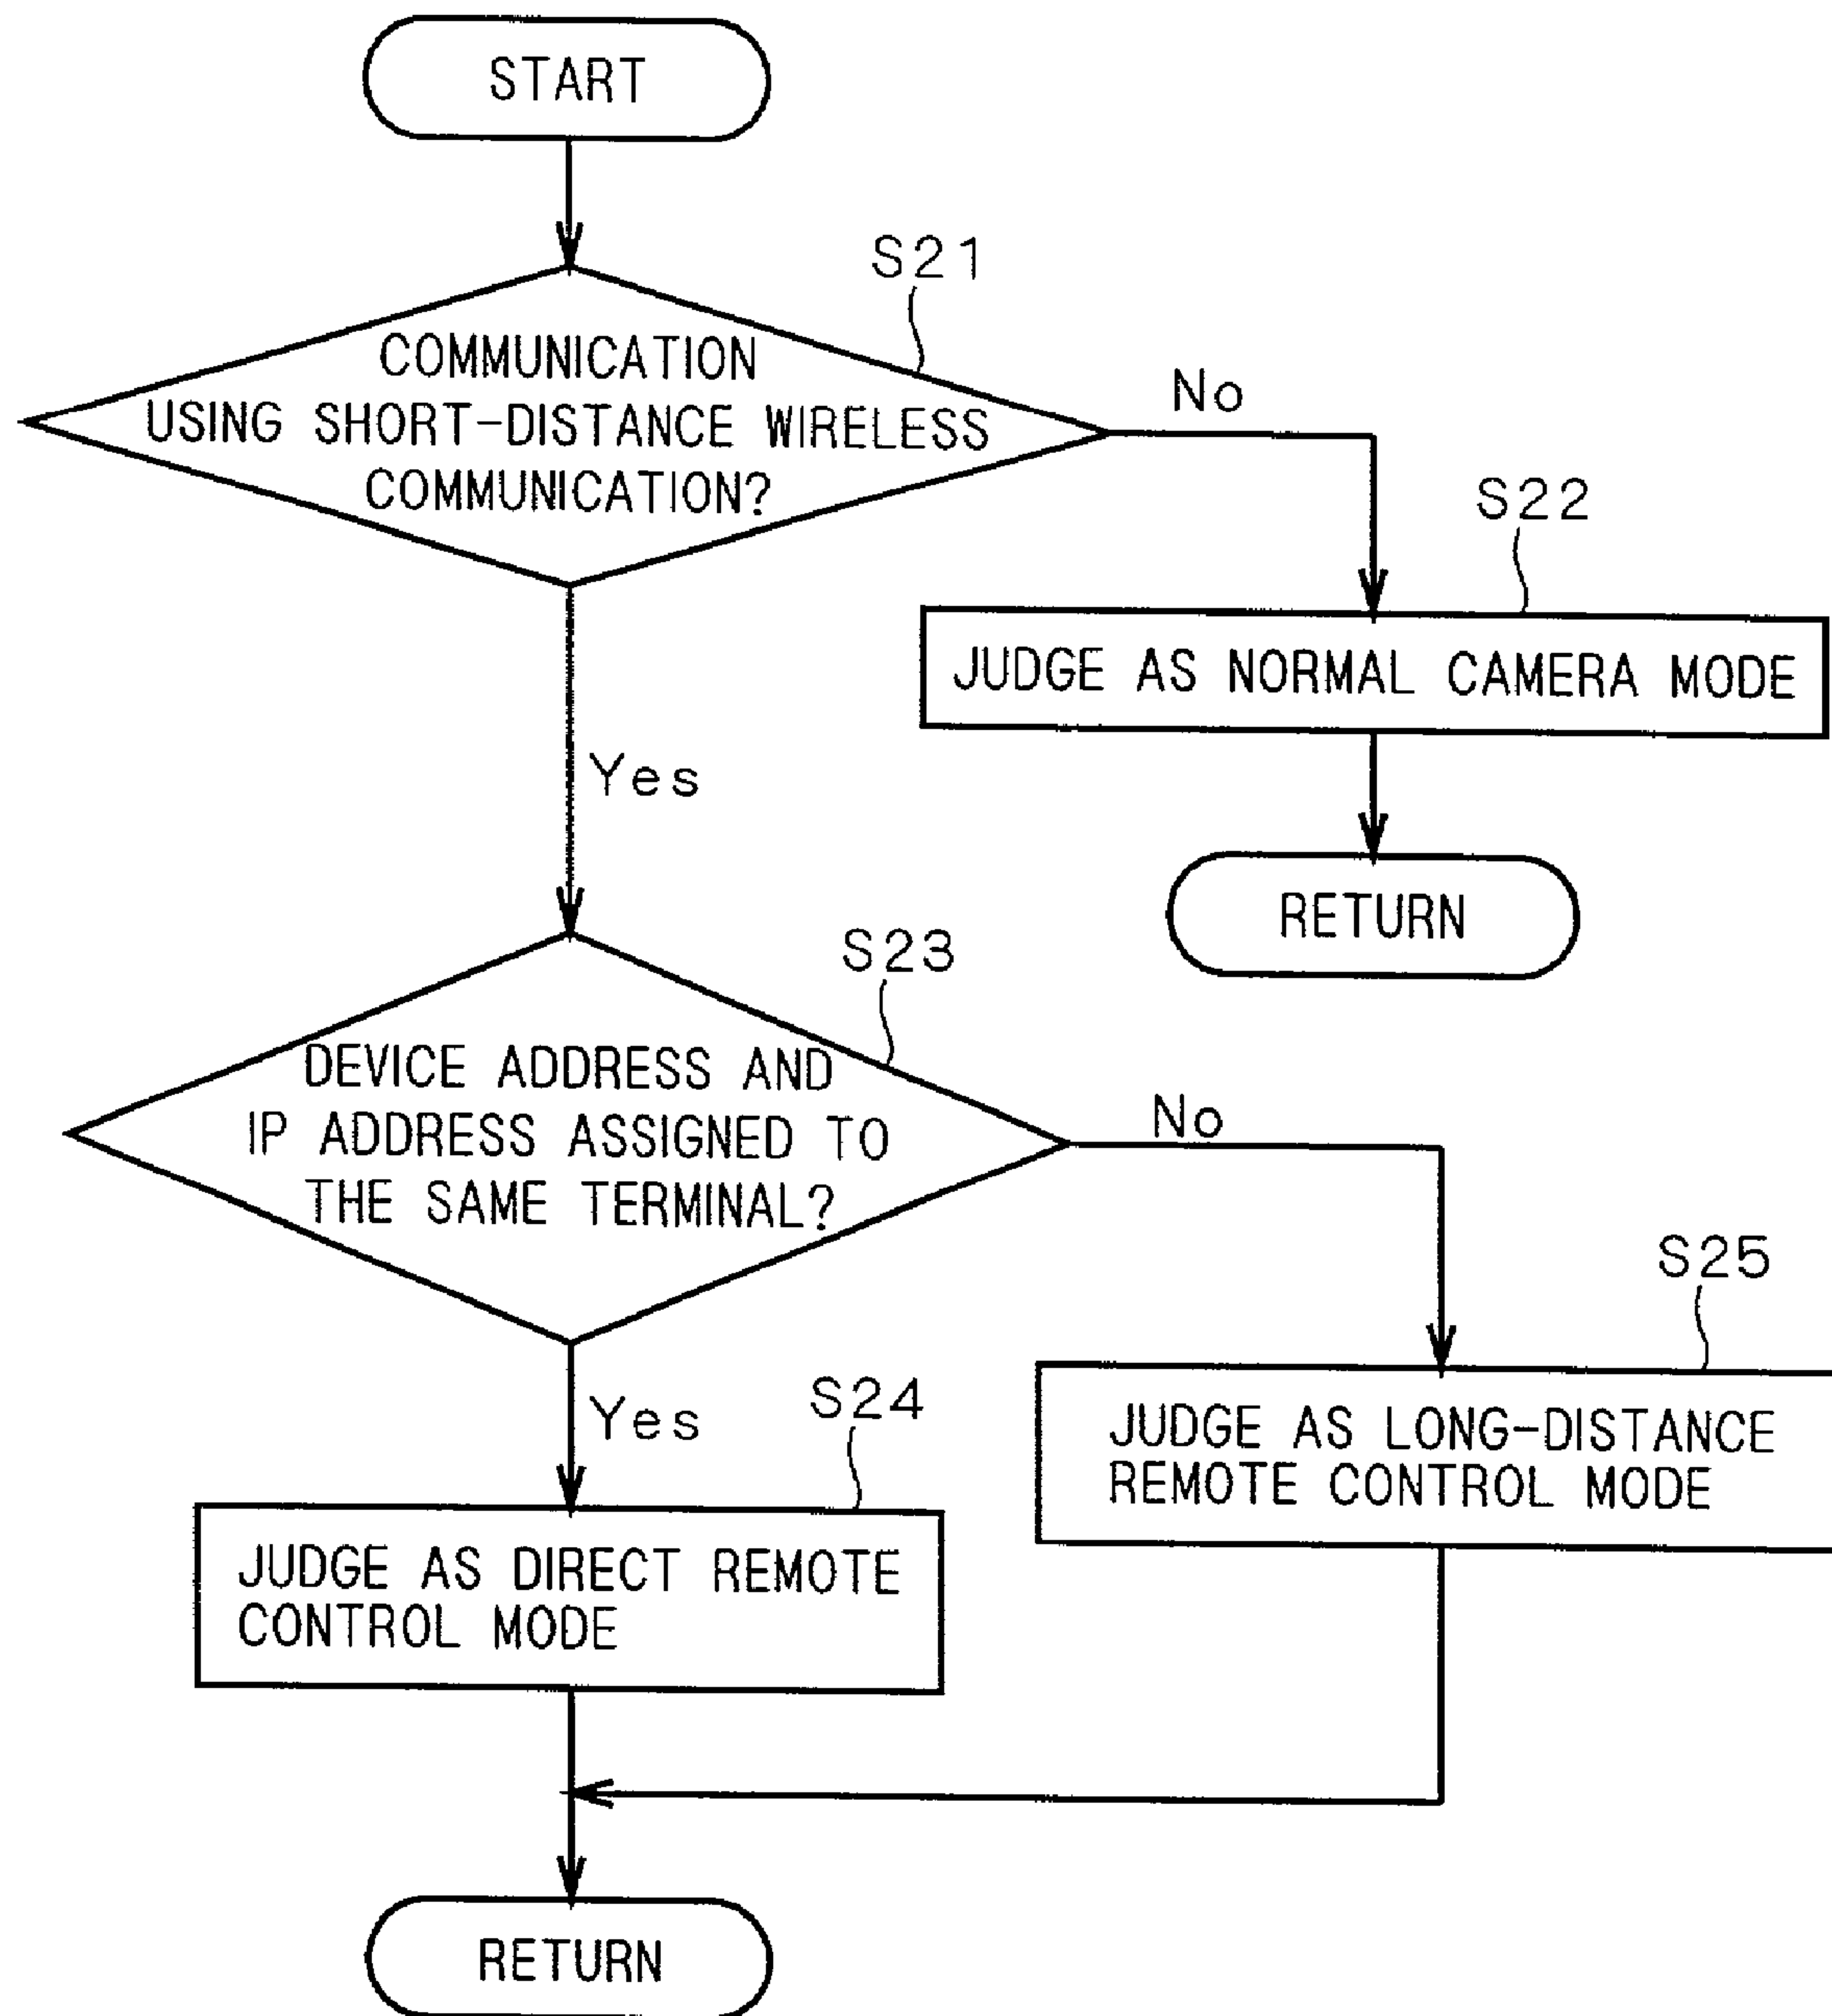 START
S21
COMMUNICATION
USING SHORT-DISTANCE WIRELESS
COMMUNICATION?
No
S22
JUDGE AS NORMAL CAMERA MODE
Yes
RETURN
S23
DEVICE ADDRESS AND
IP ADDRESS ASSIGNED TO
THE SAME TERMINAL?
No
S25
JUDGE AS LONG-DISTANCE
REMOTE CONTROL MODE
Yes
S24
JUDGE AS DIRECT REMOTE
CONTROL MODE
RETURN